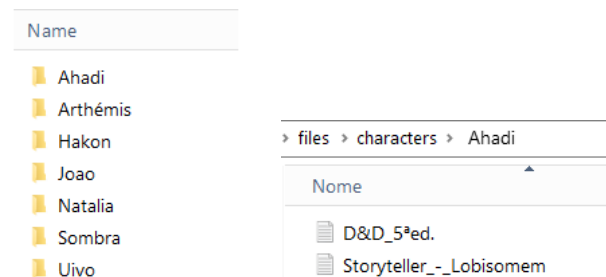 Name
Ahadi
Arthémis
Hakon
Joao
Natalia
Sombra
Uivo
› files › characters › Ahadi
Nome
D&D_5ªed.
Storyteller_-_Lobisomem